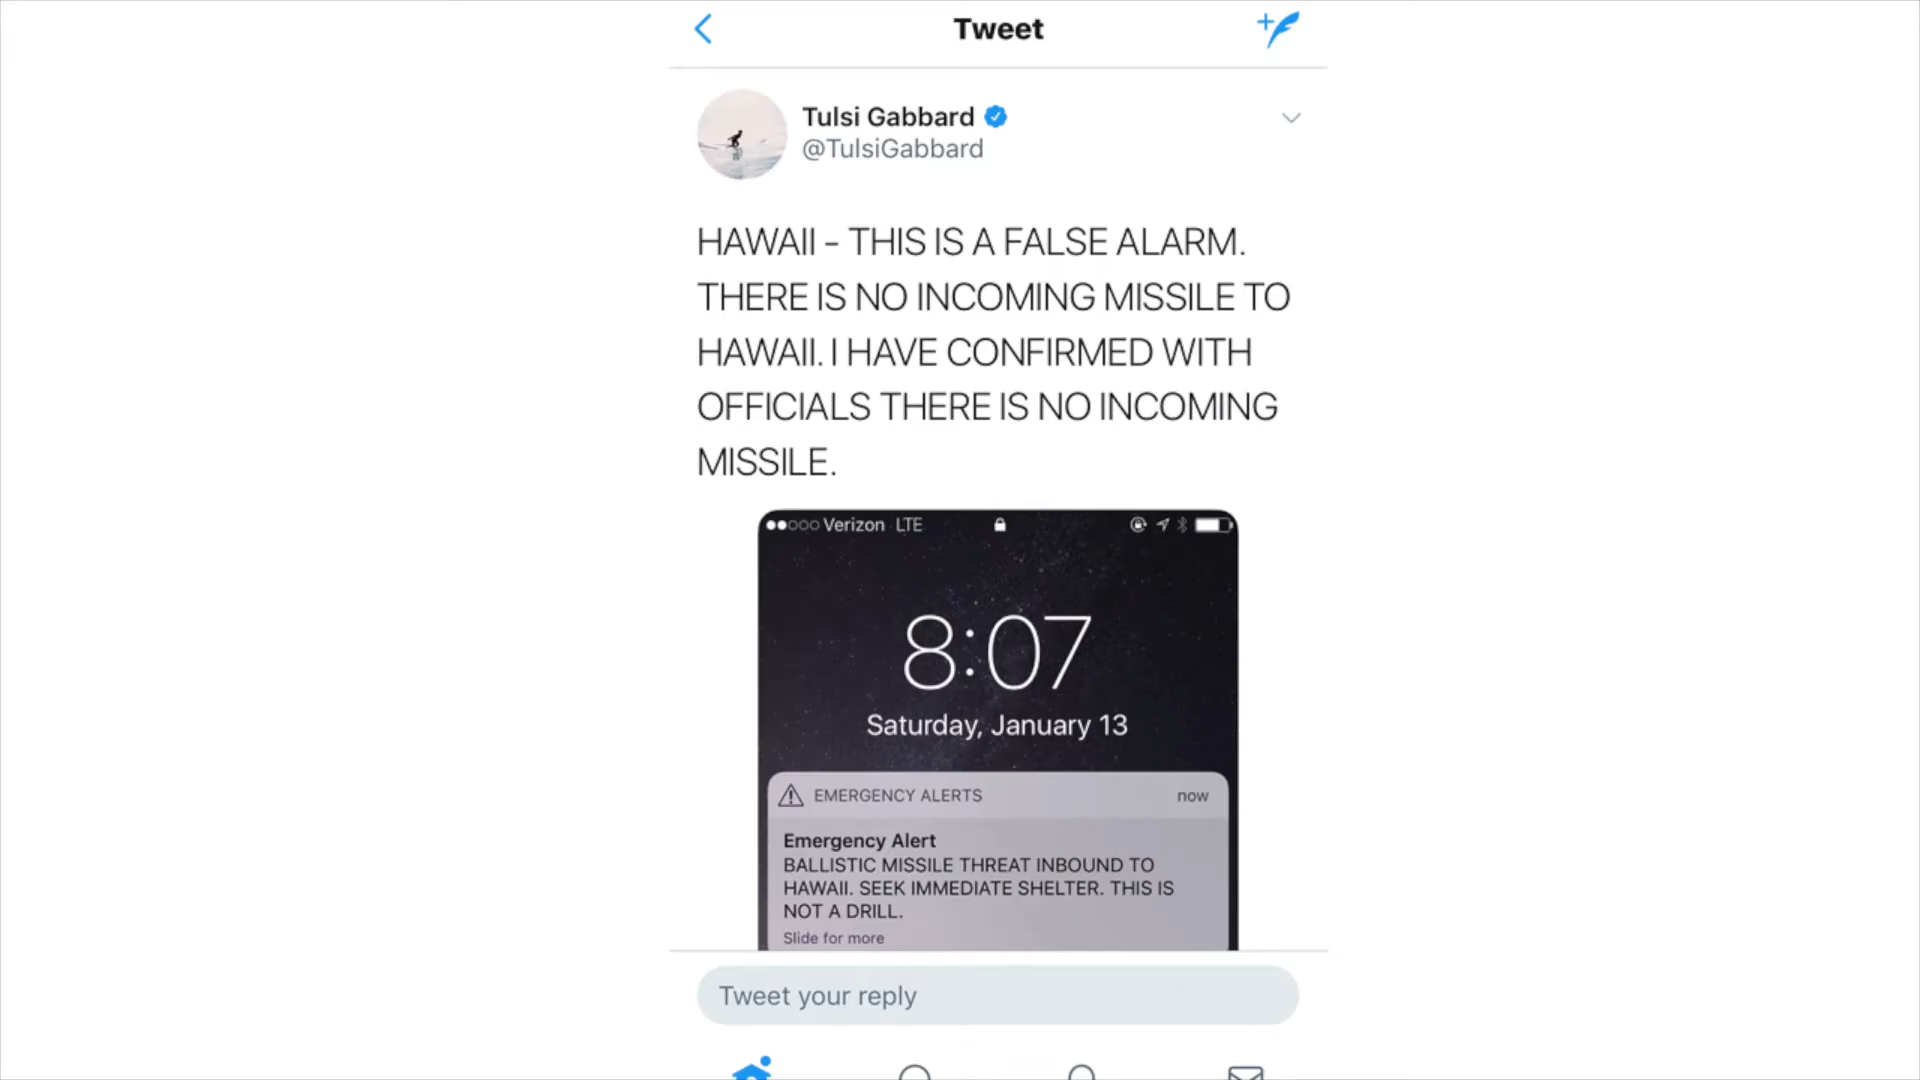 Tweet
Tulsi Gabbard
@TulsiGabbard
HAWAII - THIS IS A FALSE ALARM.
THERE IS NO INCOMING MISSILE TO
HAWAII. I HAVE CONFIRMED WITH
OFFICIALS THERE IS NO INCOMING
MISSILE.
Verizon LTE
8:07
Saturday, January 13
EMERGENCY ALERTS now
Emergency Alert
BALLISTIC MISSILE THREAT INBOUND TO
HAWAII. SEEK IMMEDIATE SHELTER. THIS IS
NOT A DRILL.
Slide for more
Tweet your reply